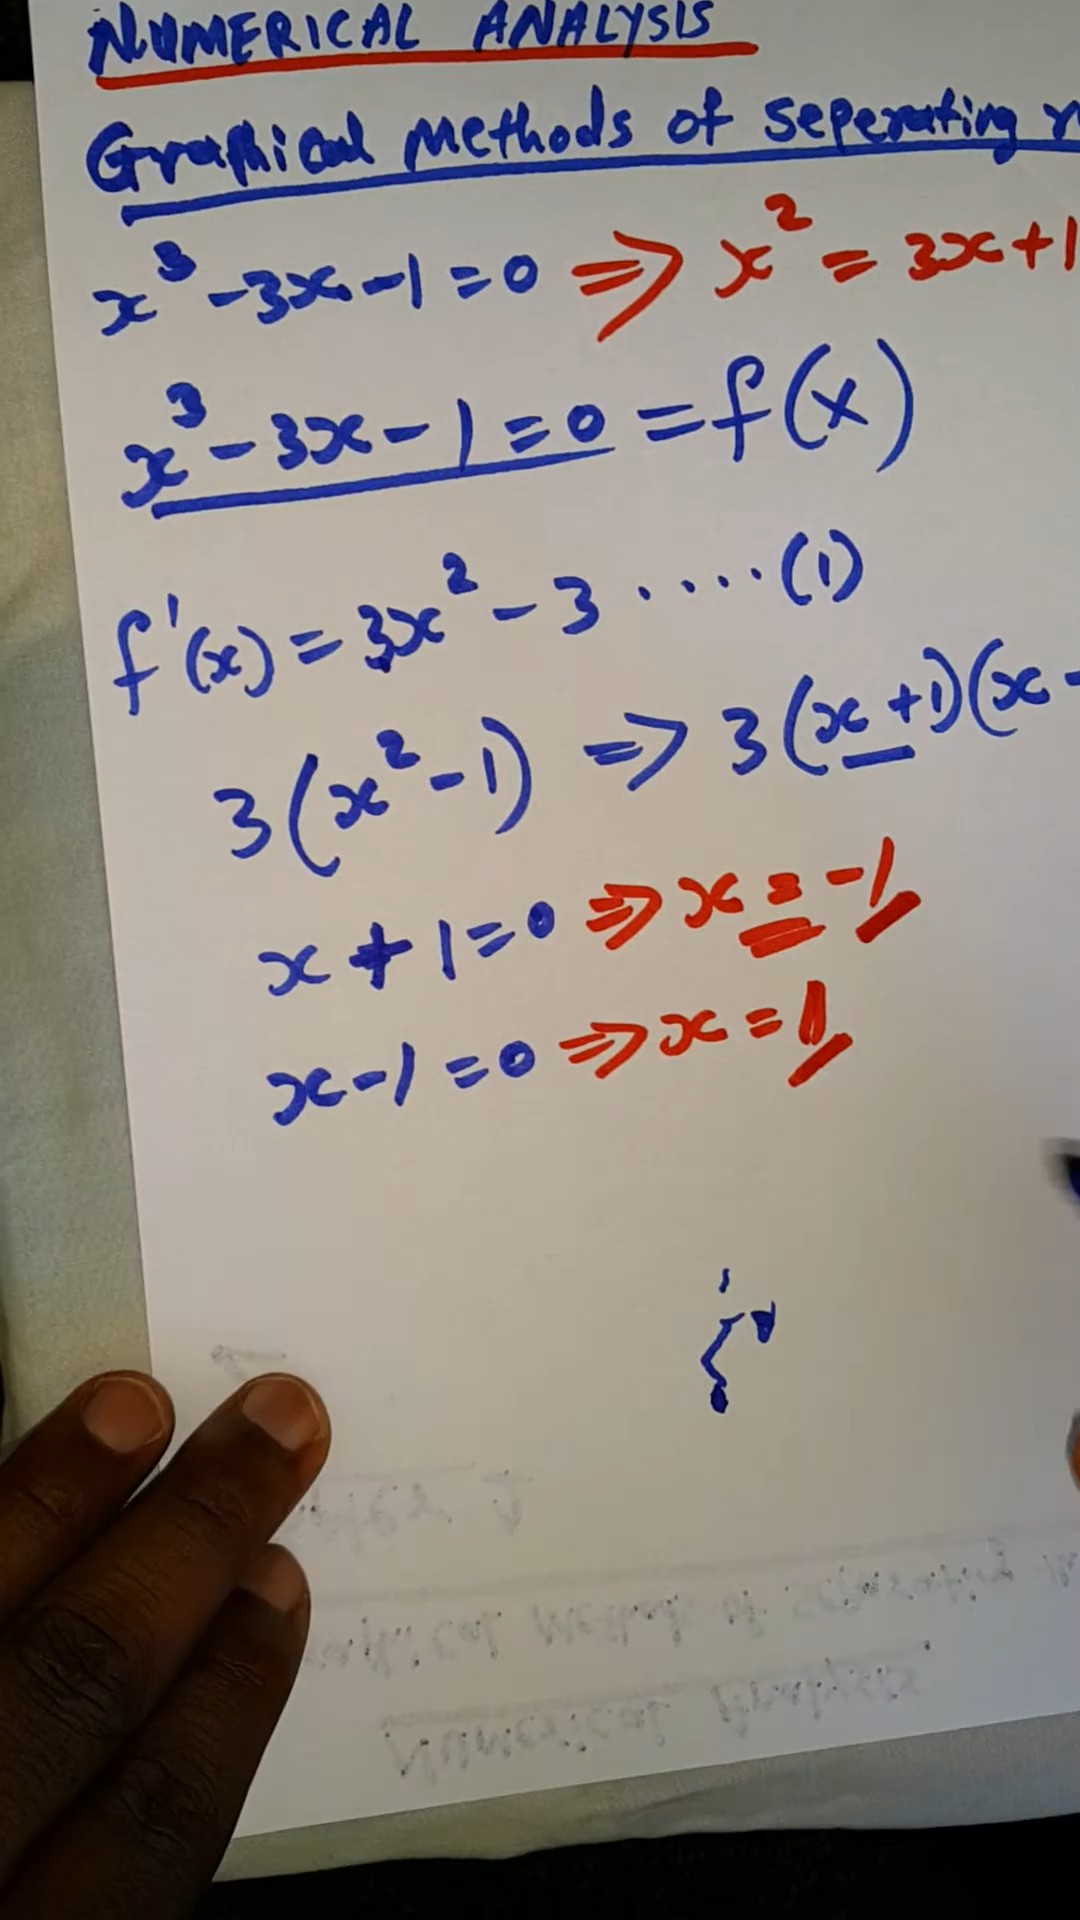 NUMERICAL ANALYSIS
Graphical methods of seperating
x³ -3x-1=0 ⇒ x² = 3x+1
x³-3x-1=0 =f(x)
f'(x) = 3x² - 3 ....(1)
3(x²-1) ⇒ 3(x+1)(x-
x+1=0 ⇒ x=-1
x-1=0 ⇒ x=1